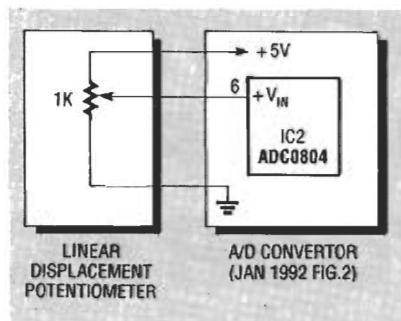 +5V
1K
6
+VIN
IC2
ADC0804
LINEAR
DISPLACEMENT
POTENTIOMETER
A/D CONVERTOR
(JAN 1992 FIG.2)